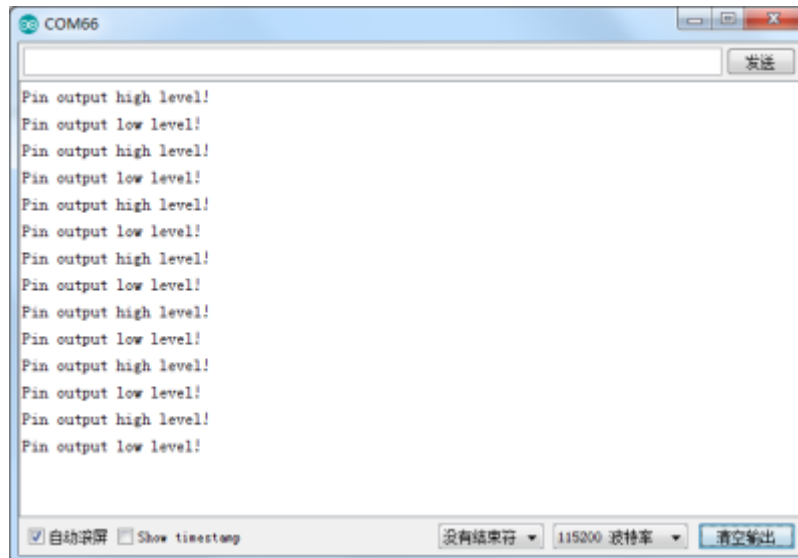 COM66
发送
Pin output high level!
Pin output low level!
Pin output high level!
Pin output low level!
Pin output high level!
Pin output low level!
Pin output high level!
Pin output low level!
Pin output high level!
Pin output low level!
Pin output high level!
Pin output low level!
Pin output high level!
Pin output low level!
自动滚屏 Show timestamp 没有结束符 115200 波特率 清空输出